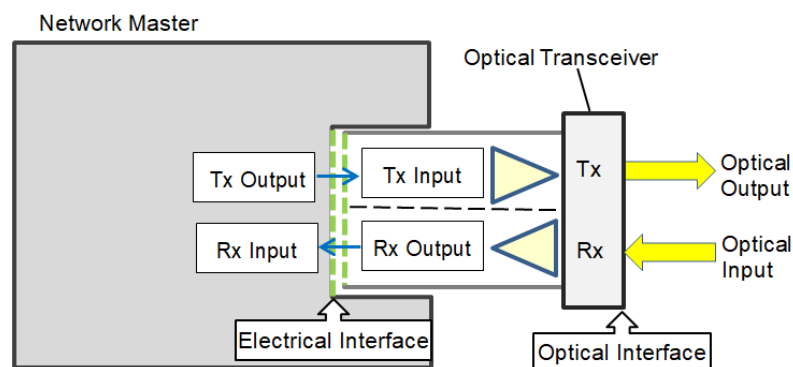 Network Master
Optical Transceiver
Tx Output
Tx Input
Tx
Optical
Output
Rx Input
Rx Output
Rx
Optical
Input
Electrical Interface
Optical Interface